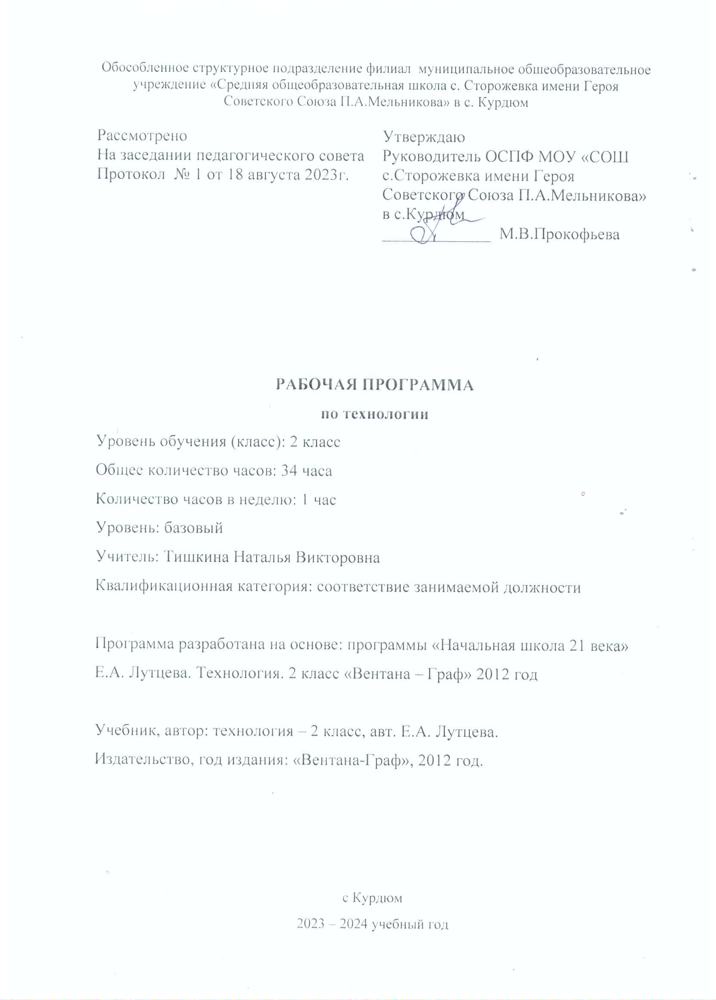 Обособленное структурное подразделение филиал муниципальное общеобразовательное
учреждение «Средняя общеобразовательная школа с. Сторожевка имени Героя
Советского Союза П.А.Мельникова» в с. Курдюм
Рассмотрено
На заседании педагогического совета
Протокол № 1 от 18 августа 2023г.
Утверждаю
Руководитель ОСПФ МОУ «СОШ
с.Сторожевка имени Героя
Советского Союза П.А.Мельникова»
в с.Курдюм
М.В.Прокофьева
РАБОЧАЯ ПРОГРАММА
по технологии
Уровень обучения (класс): 2 класс
Общее количество часов: 34 часа
Количество часов в неделю: 1 час
Уровень: базовый
Учитель: Тишкина Наталья Викторовна
Квалификационная категория: соответствие занимаемой должности
Программа разработана на основе: программы «Начальная школа 21 века»
Е.А. Лутцева. Технология. 2 класс «Вентана – Граф» 2012 год
Учебник, автор: технология – 2 класс, авт. Е.А. Лутцева.
Издательство, год издания: «Вентана-Граф», 2012 год.
с Курдюм
2023 – 2024 учебный год